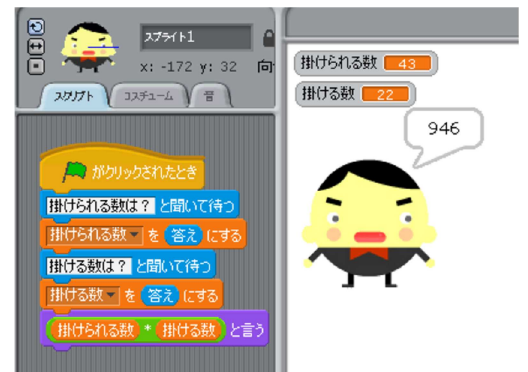 スプライト1
x: -172 y: 32 向
スクリプト コスチューム 音
がクリックされたとき
掛けられる数は？ と聞いて待つ
掛けられる数 を 答え にする
掛ける数は？ と聞いて待つ
掛ける数 を 答え にする
掛けられる数 * 掛ける数 と言う
掛けられる数 43
掛ける数 22
946